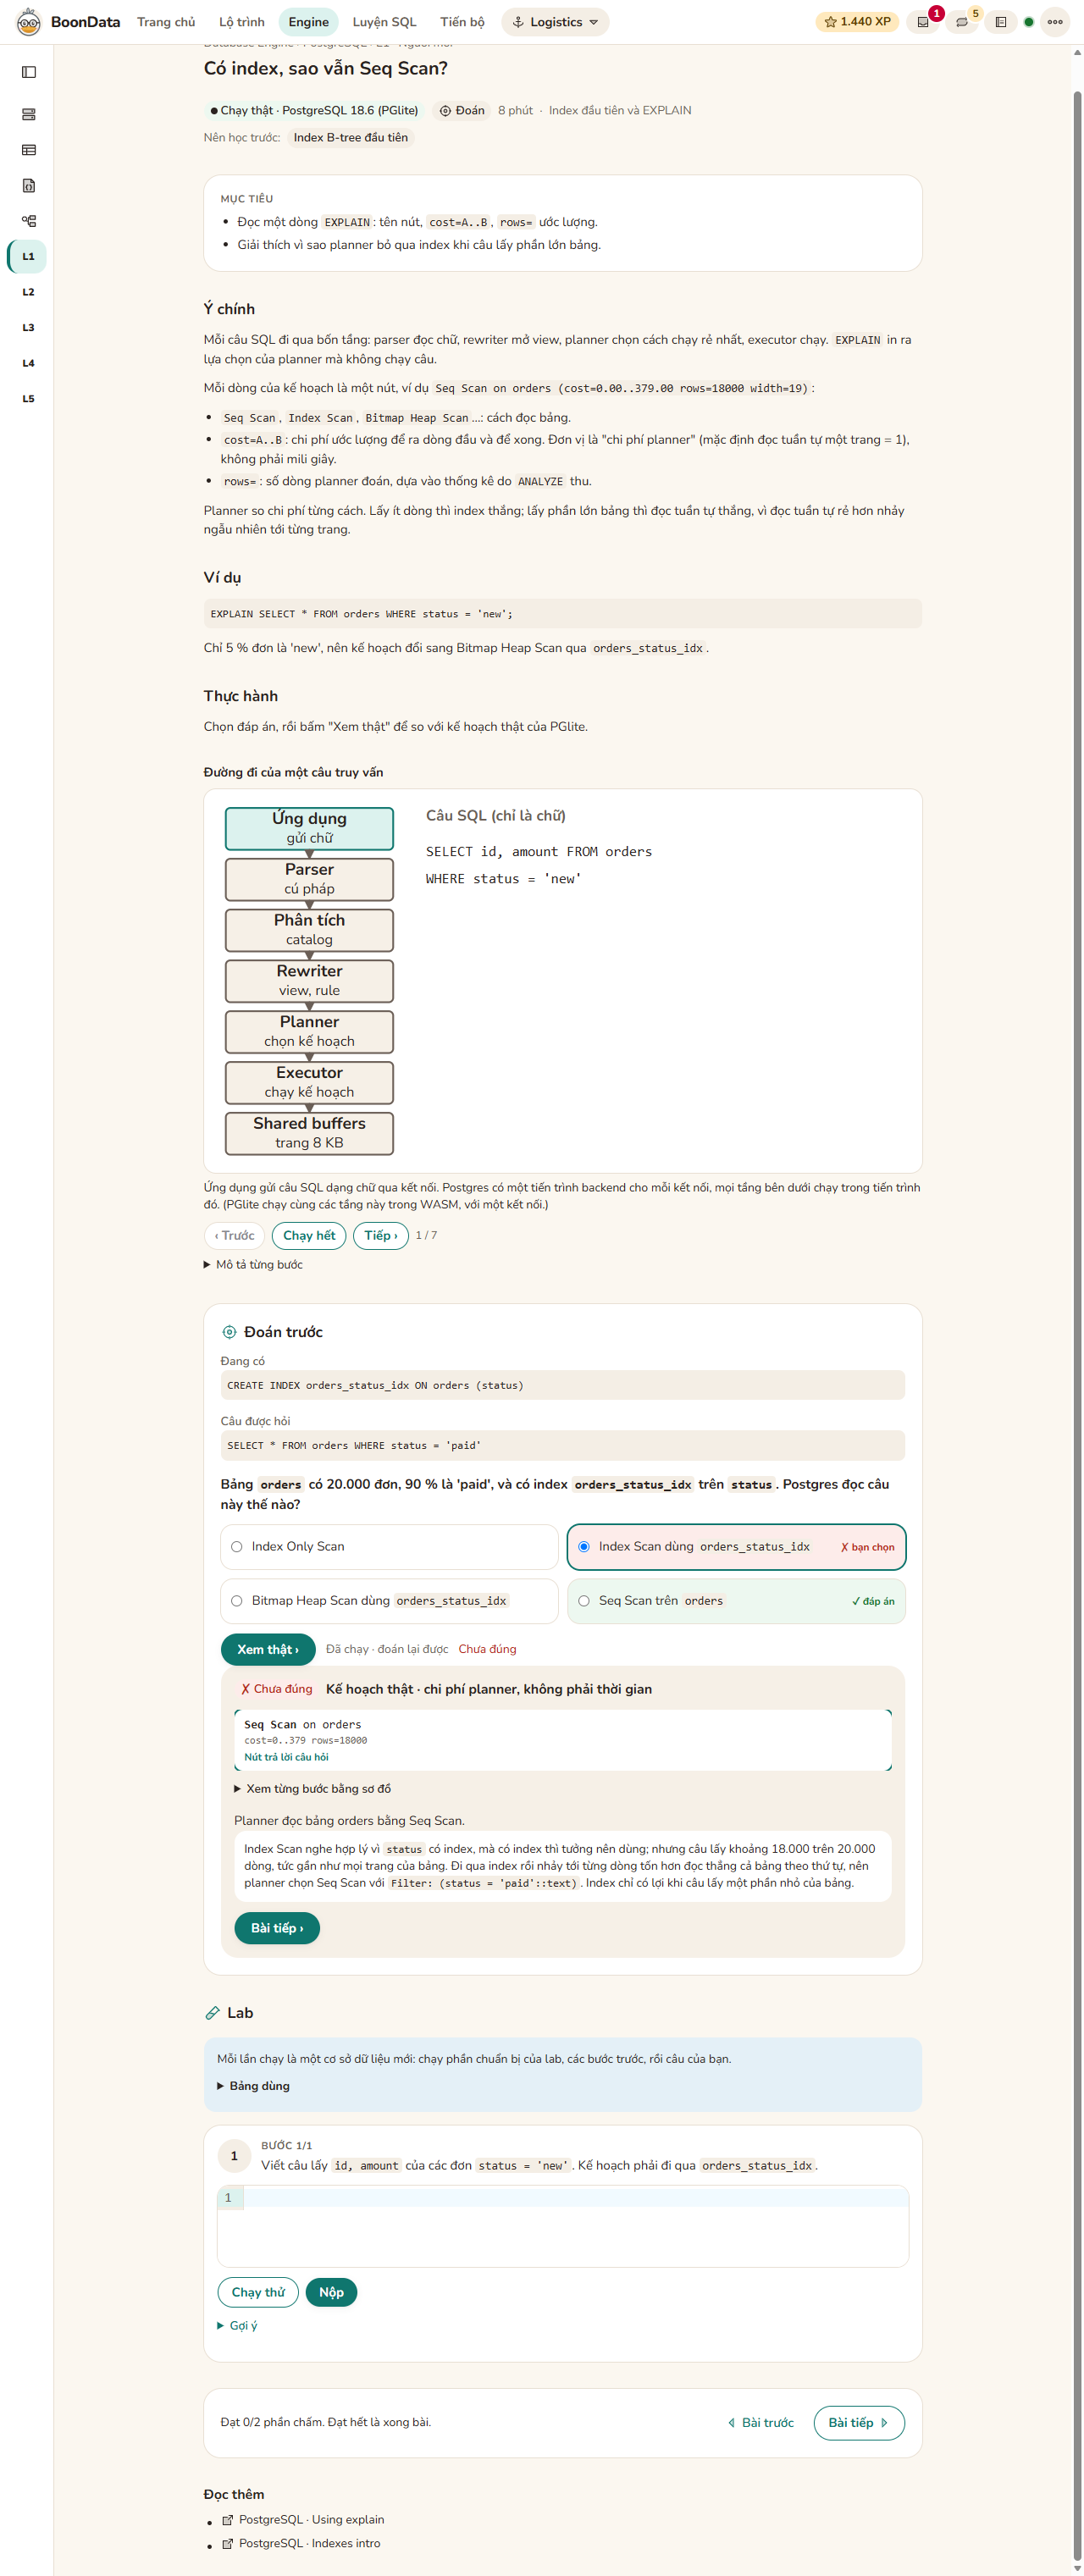 BoonData Trang chủ Lộ trình Engine Luyện SQL Tiến bộ Logistics 1.440 XP 1 5
Có index, sao vẫn Seq Scan?
Chạy thật · PostgreSQL 18.6 (PGlite) Đoán 8 phút · Index đầu tiên và EXPLAIN
Nên học trước: Index B-tree đầu tiên
L1
L2
L3
L4
L5
MỤC TIÊU
Đọc một dòng EXPLAIN: tên nút, cost=A..B, rows= ước lượng.
Giải thích vì sao planner bỏ qua index khi câu lấy phần lớn bảng.
Ý chính
Mỗi câu SQL đi qua bốn tầng: parser đọc chữ, rewriter mở view, planner chọn cách chạy rẻ nhất, executor chạy. EXPLAIN in ra
lựa chọn của planner mà không chạy câu.
Mỗi dòng của kế hoạch là một nút, ví dụ Seq Scan on orders (cost=0.00..379.00 rows=18000 width=19) :
Seq Scan, Index Scan, Bitmap Heap Scan…: cách đọc bảng.
cost=A..B: chi phí ước lượng để ra dòng đầu và để xong. Đơn vị là "chi phí planner" (mặc định đọc tuần tự một trang = 1),
không phải mili giây.
rows=: số dòng planner đoán, dựa vào thống kê do ANALYZE thu.
Planner so chi phí từng cách. Lấy ít dòng thì index thắng; lấy phần lớn bảng thì đọc tuần tự thắng, vì đọc tuần tự rẻ hơn nhảy
ngẫu nhiên tới từng trang.
Ví dụ
EXPLAIN SELECT * FROM orders WHERE status = 'new';
Chỉ 5 % đơn là 'new', nên kế hoạch đổi sang Bitmap Heap Scan qua orders_status_idx.
Thực hành
Chọn đáp án, rồi bấm "Xem thật" để so với kế hoạch thật của PGlite.
Đường đi của một câu truy vấn
Ứng dụng
gửi chữ
Parser
cú pháp
Phân tích
catalog
Rewriter
view, rule
Planner
chọn kế hoạch
Executor
chạy kế hoạch
Shared buffers
trang 8 KB
Câu SQL (chỉ là chữ)
SELECT id, amount FROM orders
WHERE status = 'new'
Ứng dụng gửi câu SQL dạng chữ qua kết nối. Postgres có một tiến trình backend cho mỗi kết nối, mọi tầng bên dưới chạy trong tiến trình
đó. (PGlite chạy cùng các tầng này trong WASM, với một kết nối.)
‹ Trước Chạy hết Tiếp › 1 / 7
Mô tả từng bước
Đoán trước
Đang có
CREATE INDEX orders_status_idx ON orders (status)
Câu được hỏi
SELECT * FROM orders WHERE status = 'paid'
Bảng orders có 20.000 đơn, 90 % là 'paid', và có index orders_status_idx trên status. Postgres đọc câu
này thế nào?
Index Only Scan
Index Scan dùng orders_status_idx ✗ bạn chọn
Bitmap Heap Scan dùng orders_status_idx
Seq Scan trên orders ✓ đáp án
Xem thật › Đã chạy · đoán lại được Chưa đúng
✗ Chưa đúng Kế hoạch thật · chi phí planner, không phải thời gian
Seq Scan on orders
cost=0..379 rows=18000
Nút trả lời câu hỏi
Xem từng bước bằng sơ đồ
Planner đọc bảng orders bằng Seq Scan.
Index Scan nghe hợp lý vì status có index, mà có index thì tưởng nên dùng; nhưng câu lấy khoảng 18.000 trên 20.000
dòng, tức gần như mọi trang của bảng. Đi qua index rồi nhảy tới từng dòng tốn hơn đọc thẳng cả bảng theo thứ tự, nên
planner chọn Seq Scan với Filter: (status = 'paid'::text). Index chỉ có lợi khi câu lấy một phần nhỏ của bảng.
Bài tiếp ›
Lab
Mỗi lần chạy là một cơ sở dữ liệu mới: chạy phần chuẩn bị của lab, các bước trước, rồi câu của bạn.
Bảng dùng
1 BƯỚC 1/1
Viết câu lấy id, amount của các đơn status = 'new'. Kế hoạch phải đi qua orders_status_idx.
1
Chạy thử Nộp
Gợi ý
Đạt 0/2 phần chấm. Đạt hết là xong bài. Bài trước Bài tiếp
Đọc thêm
PostgreSQL · Using explain
PostgreSQL · Indexes intro